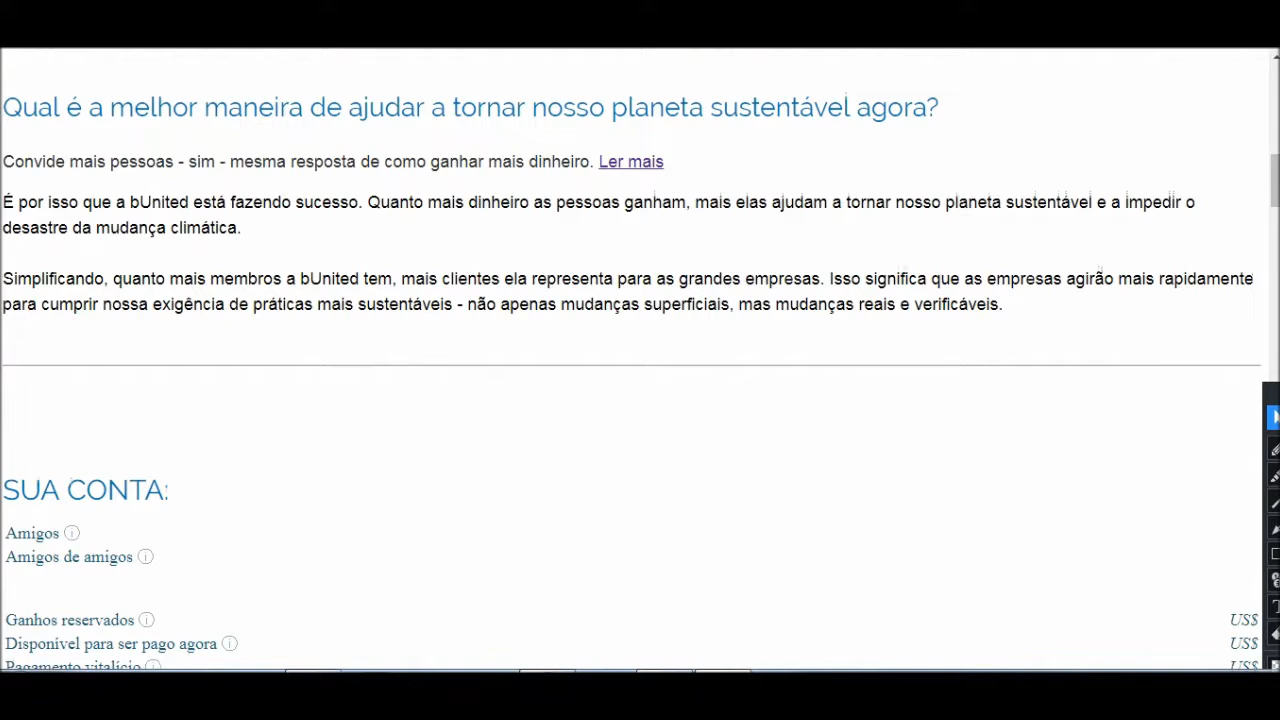 Qual é a melhor maneira de ajudar a tornar nosso planeta sustentável agora?
Convide mais pessoas - sim - mesma resposta de como ganhar mais dinheiro. Ler mais
É por isso que a bUnited está fazendo sucesso. Quanto mais dinheiro as pessoas ganham, mais elas ajudam a tornar nosso planeta sustentável e a impedir o
desastre da mudança climática.
Simplificando, quanto mais membros a bUnited tem, mais clientes ela representa para as grandes empresas. Isso significa que as empresas agirão mais rapidamente
para cumprir nossa exigência de práticas mais sustentáveis - não apenas mudanças superficiais, mas mudanças reais e verificáveis.
SUA CONTA:
Amigos
Amigos de amigos
Ganhos reservados US$
Disponível para ser pago agora US$
Pagamento vitalício US$